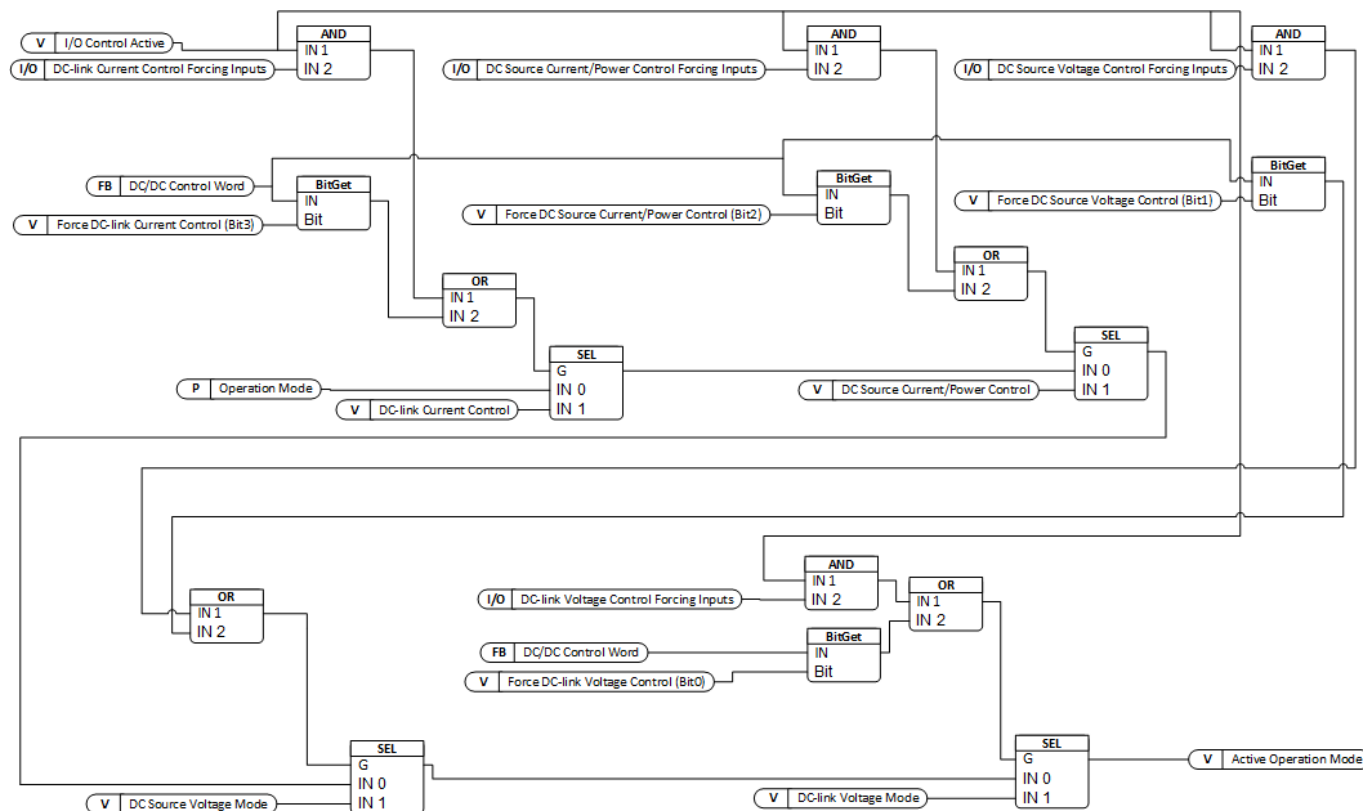 AND
AND
AND
V I/O Control Active
IN 1
IN 1
IN 1
I/O DC-link Current Control Forcing Inputs
IN 2
I/O DC Source Current/Power Control Forcing Inputs
IN 2
I/O DC Source Voltage Control Forcing Inputs
IN 2
BitGet
BitGet
BitGet
FB DC/DC Control Word
IN
IN
IN
V Force DC-link Current Control (Bit3)
Bit
V Force DC Source Current/Power Control (Bit2)
Bit
V Force DC Source Voltage Control (Bit1)
Bit
OR
OR
IN 1
IN 1
IN 2
IN 2
SEL
SEL
G
G
P Operation Mode
IN 0
IN 0
V DC-link Current Control
IN 1
V DC Source Current/Power Control
IN 1
AND
OR
OR
IN 1
IN 1
IN 1
IN 2
I/O DC-link Voltage Control Forcing Inputs
IN 2
IN 2
BitGet
FB DC/DC Control Word
IN
V Force DC-link Voltage Control (Bit0)
Bit
SEL
SEL
G
G
V Active Operation Mode
IN 0
IN 0
V DC Source Voltage Mode
IN 1
V DC-link Voltage Mode
IN 1